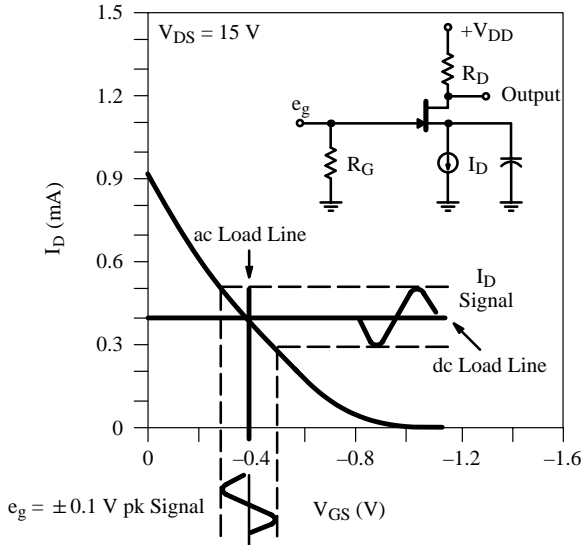 1.5
V_DS = 15 V
+V_DD
R_D
1.2
Output
e_g
R_G
I_D
0.9
I_D (mA)
ac Load Line
0.6
I_D
Signal
0.3
dc Load Line
0
0
−0.4
−0.8
−1.2
−1.6
e_g = ± 0.1 V pk Signal
V_GS (V)